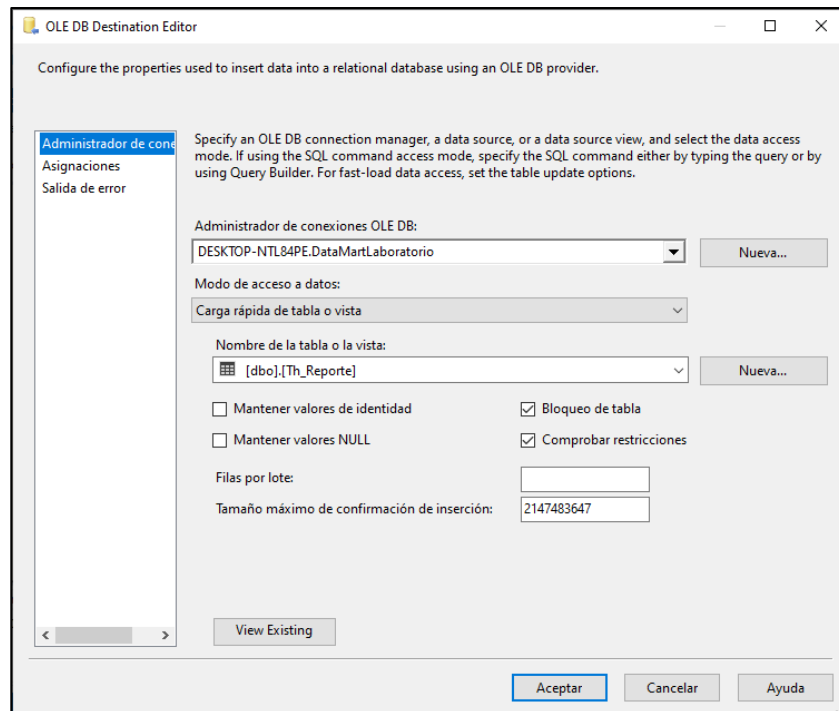 OLE DB Destination Editor
Configure the properties used to insert data into a relational database using an OLE DB provider.
Administrador de cone
Asignaciones
Salida de error
Specify an OLE DB connection manager, a data source, or a data source view, and select the data access
mode. If using the SQL command access mode, specify the SQL command either by typing the query or by
using Query Builder. For fast-load data access, set the table update options.
Administrador de conexiones OLE DB:
DESKTOP-NTL84PE.DataMartLaboratorio
Nueva...
Modo de acceso a datos:
Carga rápida de tabla o vista
Nombre de la tabla o la vista:
[dbo].[Th_Reporte]
Nueva...
Mantener valores de identidad
Bloqueo de tabla
Mantener valores NULL
Comprobar restricciones
Filas por lote:
Tamaño máximo de confirmación de inserción:
2147483647
View Existing
Aceptar
Cancelar
Ayuda